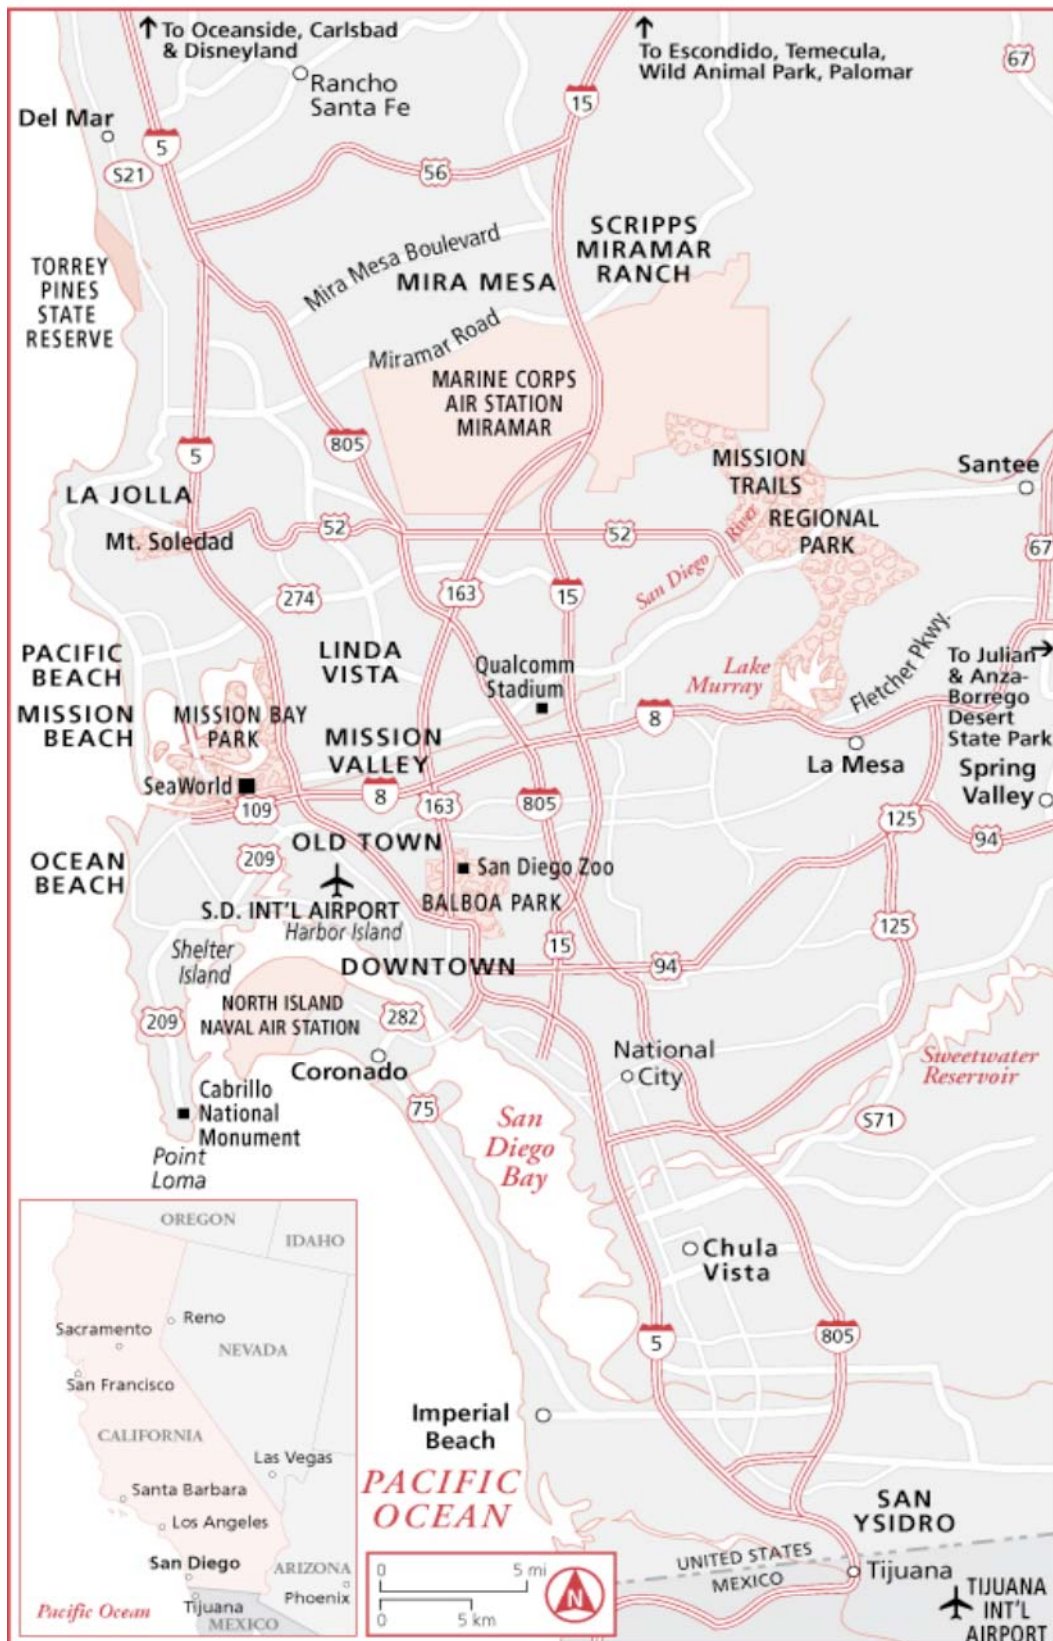 To Oceanside, Carlsbad
& Disneyland
To Escondido, Temecula,
Wild Animal Park, Palomar
67
Rancho
Santa Fe
15
Del Mar
5
S21
56
SCRIPPS
MIRAMAR
RANCH
Mira Mesa Boulevard
MIRA MESA
TORREY
PINES
STATE
RESERVE
Miramar Road
MARINE CORPS
AIR STATION
MIRAMAR
5
805
MISSION
TRAILS
REGIONAL
PARK
Santee
LA JOLLA
Mt. Soledad
52
52
San Diego River
67
274
163
15
PACIFIC
BEACH
LINDA
VISTA
Qualcomm
Stadium
Lake
Murray
Fletcher Pkwy.
To Julian
& Anza-
Borrego
Desert
State Park
MISSION
BEACH
MISSION BAY
PARK
MISSION
VALLEY
8
La Mesa
Spring
Valley
SeaWorld
109
8
163
805
125
94
OCEAN
BEACH
209
OLD TOWN
San Diego Zoo
BALBOA PARK
S.D. INT'L AIRPORT
Harbor Island
125
Shelter
Island
DOWNTOWN
15
94
NORTH ISLAND
NAVAL AIR STATION
209
282
Coronado
National
City
Sweetwater
Reservoir
Cabrillo
National
Monument
75
San
Diego
Bay
S71
Point
Loma
Chula
Vista
5
805
Imperial
Beach
PACIFIC
OCEAN
SAN
YSIDRO
UNITED STATES
MEXICO
Tijuana
TIJUANA
INT'L
AIRPORT
0 5 mi
0 5 km
N
OREGON
IDAHO
Reno
Sacramento
NEVADA
San Francisco
CALIFORNIA
Las Vegas
Santa Barbara
Los Angeles
San Diego
ARIZONA
Phoenix
Tijuana
Pacific Ocean
MEXICO